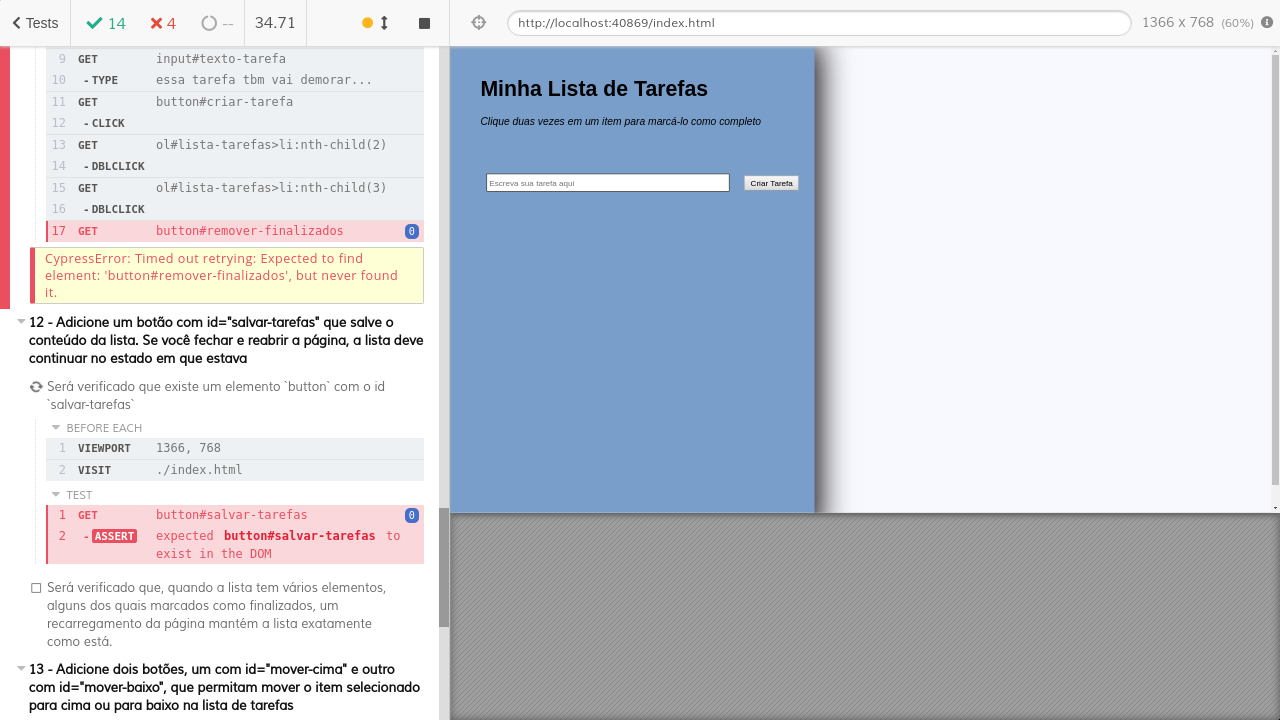 Tests 14 4 -- 34.71
http://localhost:40869/index.html 1366 x 768 (60%)
9 GET input#texto-tarefa
10 - TYPE essa tarefa tbm vai demorar...
11 GET button#criar-tarefa
12 - CLICK
13 GET ol#lista-tarefas>li:nth-child(2)
14 - DBLCLICK
15 GET ol#lista-tarefas>li:nth-child(3)
16 - DBLCLICK
17 GET button#remover-finalizados 0
CypressError: Timed out retrying: Expected to find
element: 'button#remover-finalizados', but never found
it.
12 - Adicione um botão com id="salvar-tarefas" que salve o
conteúdo da lista. Se você fechar e reabrir a página, a lista deve
continuar no estado em que estava
Será verificado que existe um elemento `button` com o id
`salvar-tarefas`
BEFORE EACH
1 VIEWPORT 1366, 768
2 VISIT ./index.html
TEST
1 GET button#salvar-tarefas 0
2 - ASSERT expected button#salvar-tarefas to
exist in the DOM
Será verificado que, quando a lista tem vários elementos,
alguns dos quais marcados como finalizados, um
recarregamento da página mantém a lista exatamente
como está.
13 - Adicione dois botões, um com id="mover-cima" e outro
com id="mover-baixo", que permitam mover o item selecionado
para cima ou para baixo na lista de tarefas
Minha Lista de Tarefas
Clique duas vezes em um item para marcá-lo como completo
Escreva sua tarefa aqui Criar Tarefa